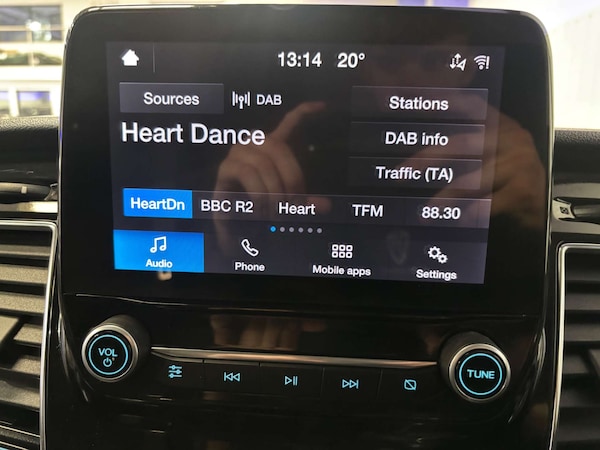 13:14 20°
Sources DAB Stations
Heart Dance DAB info
Traffic (TA)
HeartDn BBC R2 Heart TFM 88.30
Audio Phone Mobile apps Settings
VOL TUNE